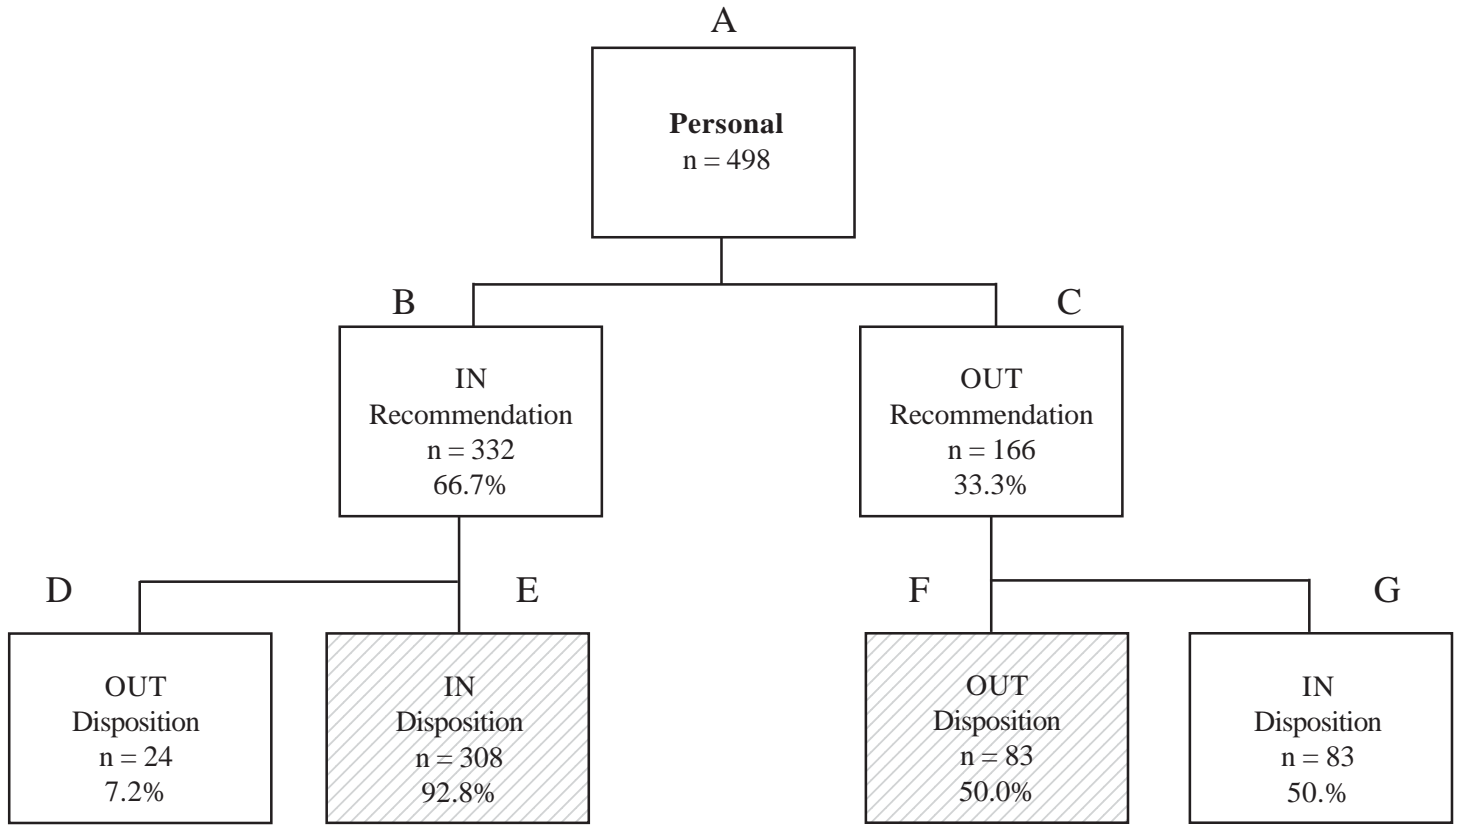 A
Personal
n = 498
B
C
IN
Recommendation
n = 332
66.7%
OUT
Recommendation
n = 166
33.3%
D
E
F
G
OUT
Disposition
n = 24
7.2%
IN
Disposition
n = 308
92.8%
OUT
Disposition
n = 83
50.0%
IN
Disposition
n = 83
50.%